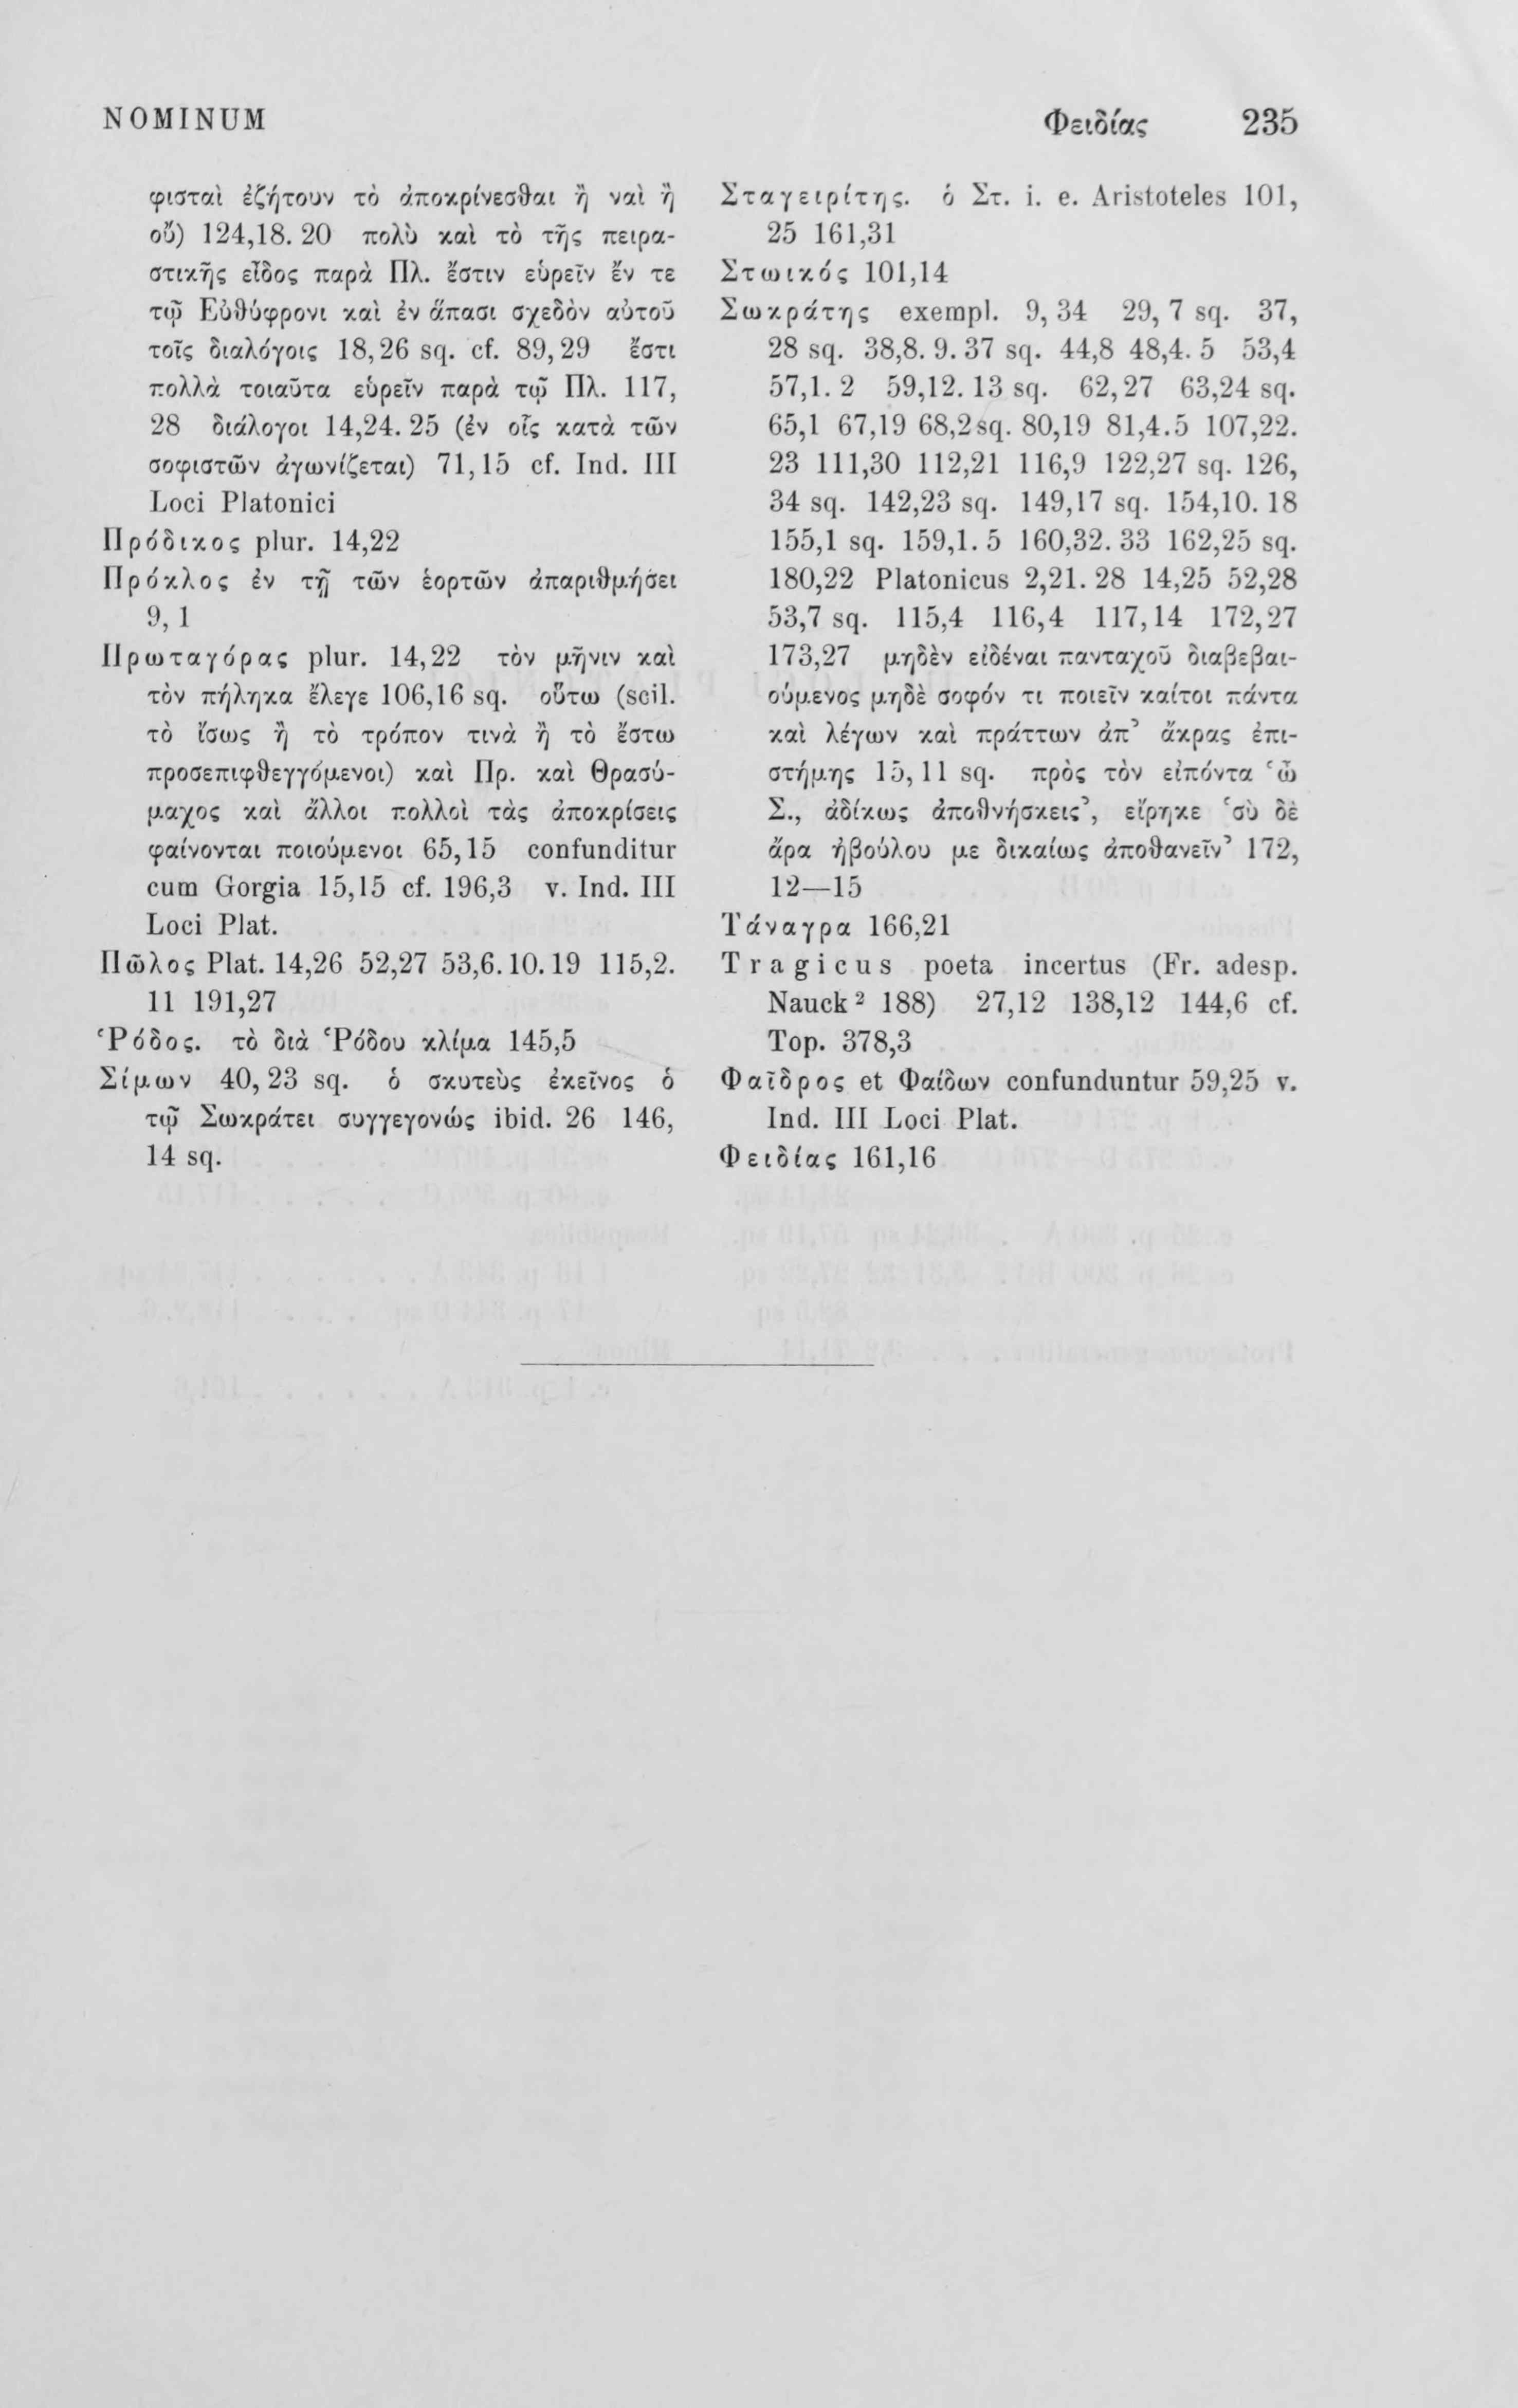 NOMINUM Φειδίας 235
φισταὶ ἐζήτουν τὸ ἀποκρίνεσθαι ἢ ναὶ ἢ
οὔ) 124,18. 20 πολὺ καὶ τὸ τῆς πειρα-
στικῆς εἶδος παρὰ Πλ. ἔστιν εὑρεῖν ἔν τε
τῷ Εὐθύφρονι καὶ ἐν ἅπασι σχεδὸν αὐτοῦ
τοῖς διαλόγοις 18,26 sq. cf. 89,29 ἔστι
πολλὰ τοιαῦτα εὑρεῖν παρὰ τῷ Πλ. 117,
28 διάλογοι 14,24. 25 (ἐν οἷς κατὰ τῶν
σοφιστῶν ἀγωνίζεται) 71,15 cf. Ind. III
Loci Platonici
Πρόδικος plur. 14,22
Πρόκλος ἐν τῇ τῶν ἑορτῶν ἀπαριθμήσει
9, 1
Πρωταγόρας plur. 14,22 τὸν μῆνιν καὶ
τὸν πήληκα ἔλεγε 106,16 sq. οὕτω (scil.
τὸ ἴσως ἢ τὸ τρόπον τινὰ ἢ τὸ ἔστω
προσεπιφθεγγόμενοι) καὶ Πρ. καὶ Θρασύ-
μαχος καὶ ἄλλοι πολλοὶ τὰς ἀποκρίσεις
φαίνονται ποιούμενοι 65,15 confunditur
cum Gorgia 15,15 cf. 196,3 v. Ind. III
Loci Plat.
Πῶλος Plat. 14,26 52,27 53,6. 10. 19 115,2.
11 191,27
Ῥόδος. τὸ διὰ Ῥόδου κλίμα 145,5
Σίμων 40, 23 sq. ὁ σκυτεὺς ἐκεῖνος ὁ
τῷ Σωκράτει συγγεγονώς ibid. 26 146,
14 sq.
Σταγειρίτης. ὁ Στ. i. e. Aristoteles 101,
25 161,31
Στωικός 101,14
Σωκράτης exempl. 9, 34 29, 7 sq. 37,
28 sq. 38,8. 9. 37 sq. 44,8 48,4. 5 53,4
57,1. 2 59,12. 13 sq. 62,27 63,24 sq.
65,1 67,19 68,2 sq. 80,19 81,4. 5 107,22.
23 111,30 112,21 116,9 122,27 sq. 126,
34 sq. 142,23 sq. 149,17 sq. 154,10. 18
155,1 sq. 159,1. 5 160,32. 33 162,25 sq.
180,22 Platonicus 2,21. 28 14,25 52,28
53,7 sq. 115,4 116,4 117,14 172,27
173,27 μηδὲν εἰδέναι πανταχοῦ διαβεβαι-
ούμενος μηδὲ σοφόν τι ποιεῖν καίτοι πάντα
καὶ λέγων καὶ πράττων ἀπ' ἄκρας ἐπι-
στήμης 15, 11 sq. πρὸς τὸν εἰπόντα ‘ὦ
Σ., ἀδίκως ἀποθνήσκεις’, εἴρηκε ‘σὺ δὲ
ἄρα ἠβούλου με δικαίως ἀποθανεῖν’ 172,
12—15
Τάναγρα 166,21
Tragicus poeta incertus (Fr. adesp.
Nauck² 188) 27,12 138,12 144,6 cf.
Top. 378,3
Φαῖδρος et Φαίδων confunduntur 59,25 v.
Ind. III Loci Plat.
Φειδίας 161,16